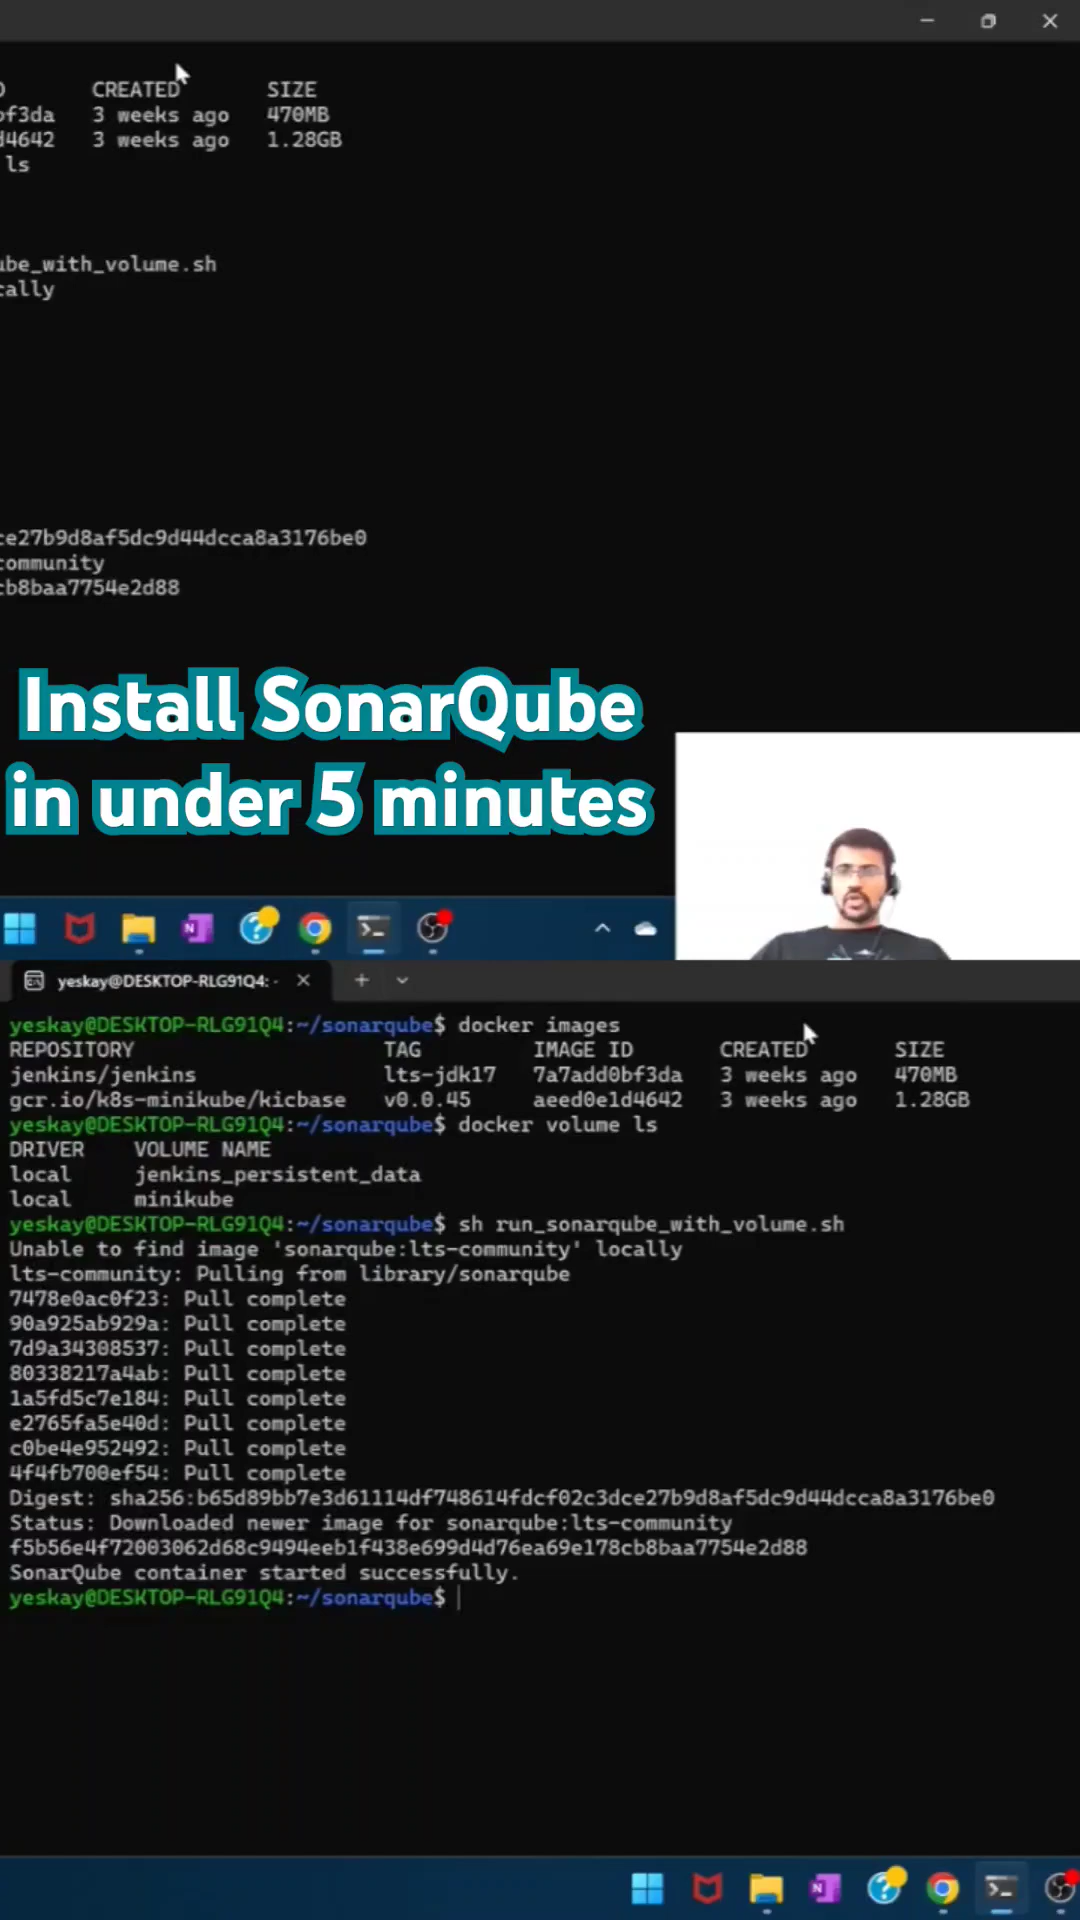 CREATED SIZE
bf3da 3 weeks ago 470MB
d4642 3 weeks ago 1.28GB
ls
ube_with_volume.sh
cally
ce27b9d8af5dc9d44dcca8a3176be0
community
cb8baa7754e2d88
Install SonarQube
in under 5 minutes
yeskay@DESKTOP-RLG91Q4: -
yeskay@DESKTOP-RLG91Q4:~/sonarqube$ docker images
REPOSITORY TAG IMAGE ID CREATED SIZE
jenkins/jenkins lts-jdk17 7a7add0bf3da 3 weeks ago 470MB
gcr.io/k8s-minikube/kicbase v0.0.45 aeed0e1d4642 3 weeks ago 1.28GB
yeskay@DESKTOP-RLG91Q4:~/sonarqube$ docker volume ls
DRIVER VOLUME NAME
local jenkins_persistent_data
local minikube
yeskay@DESKTOP-RLG91Q4:~/sonarqube$ sh run_sonarqube_with_volume.sh
Unable to find image 'sonarqube:lts-community' locally
lts-community: Pulling from library/sonarqube
7478e0ac0f23: Pull complete
90a925ab929a: Pull complete
7d9a34308537: Pull complete
80338217a4ab: Pull complete
1a5fd5c7e184: Pull complete
e2765fa5e40d: Pull complete
c0be4e952492: Pull complete
4f4fb700ef54: Pull complete
Digest: sha256:b65d89bb7e3d61114df748614fdcf02c3dce27b9d8af5dc9d44dcca8a3176be0
Status: Downloaded newer image for sonarqube:lts-community
f5b56e4f72003062d68c9494eeb1f438e699d4d76ea69e178cb8baa7754e2d88
SonarQube container started successfully.
yeskay@DESKTOP-RLG91Q4:~/sonarqube$